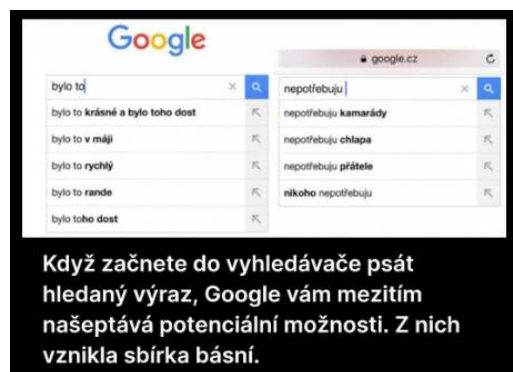 Google
bylo to
bylo to krásné a bylo toho dost
bylo to v máji
bylo to rychlý
bylo to rande
bylo toho dost
google.cz
nepotřebuju
nepotřebuju kamarády
nepotřebuju chlapa
nepotřebuju přátele
nikoho nepotřebuju
Když začnete do vyhledávače psát
hledaný výraz, Google vám mezitím
našeptává potenciální možnosti. Z nich
vznikla sbírka básní.